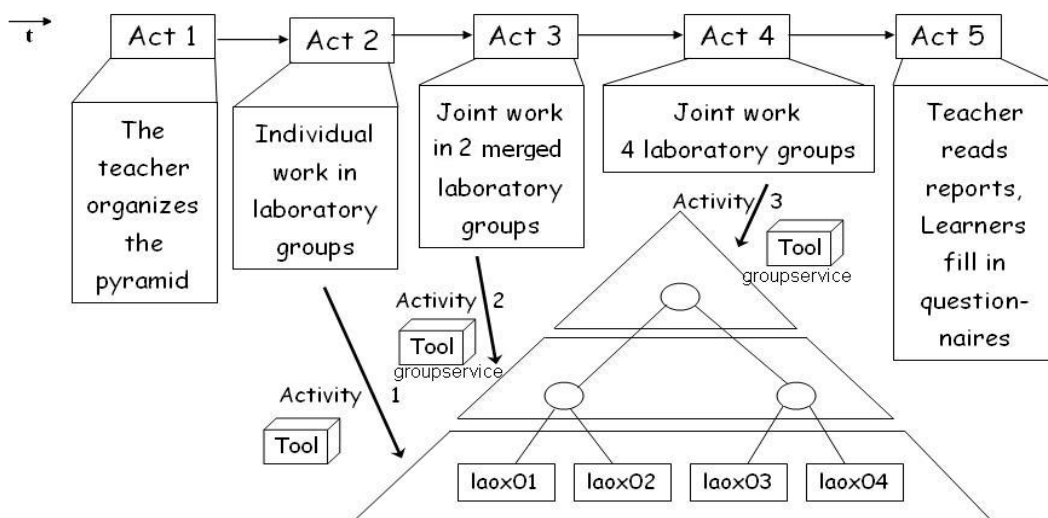 t
Act 1
Act 2
Act 3
Act 4
Act 5
The
teacher
organizes
the
pyramid
Individual
work in
laboratory
groups
Joint work
in 2 merged
laboratory
groups
Joint work
4 laboratory groups
Teacher
reads
reports,
Learners
fill in
question-
naires
Activity 3
Tool
groupservice
Activity 2
Tool
groupservice
Activity 1
Tool
laox01
laox02
laox03
laox04